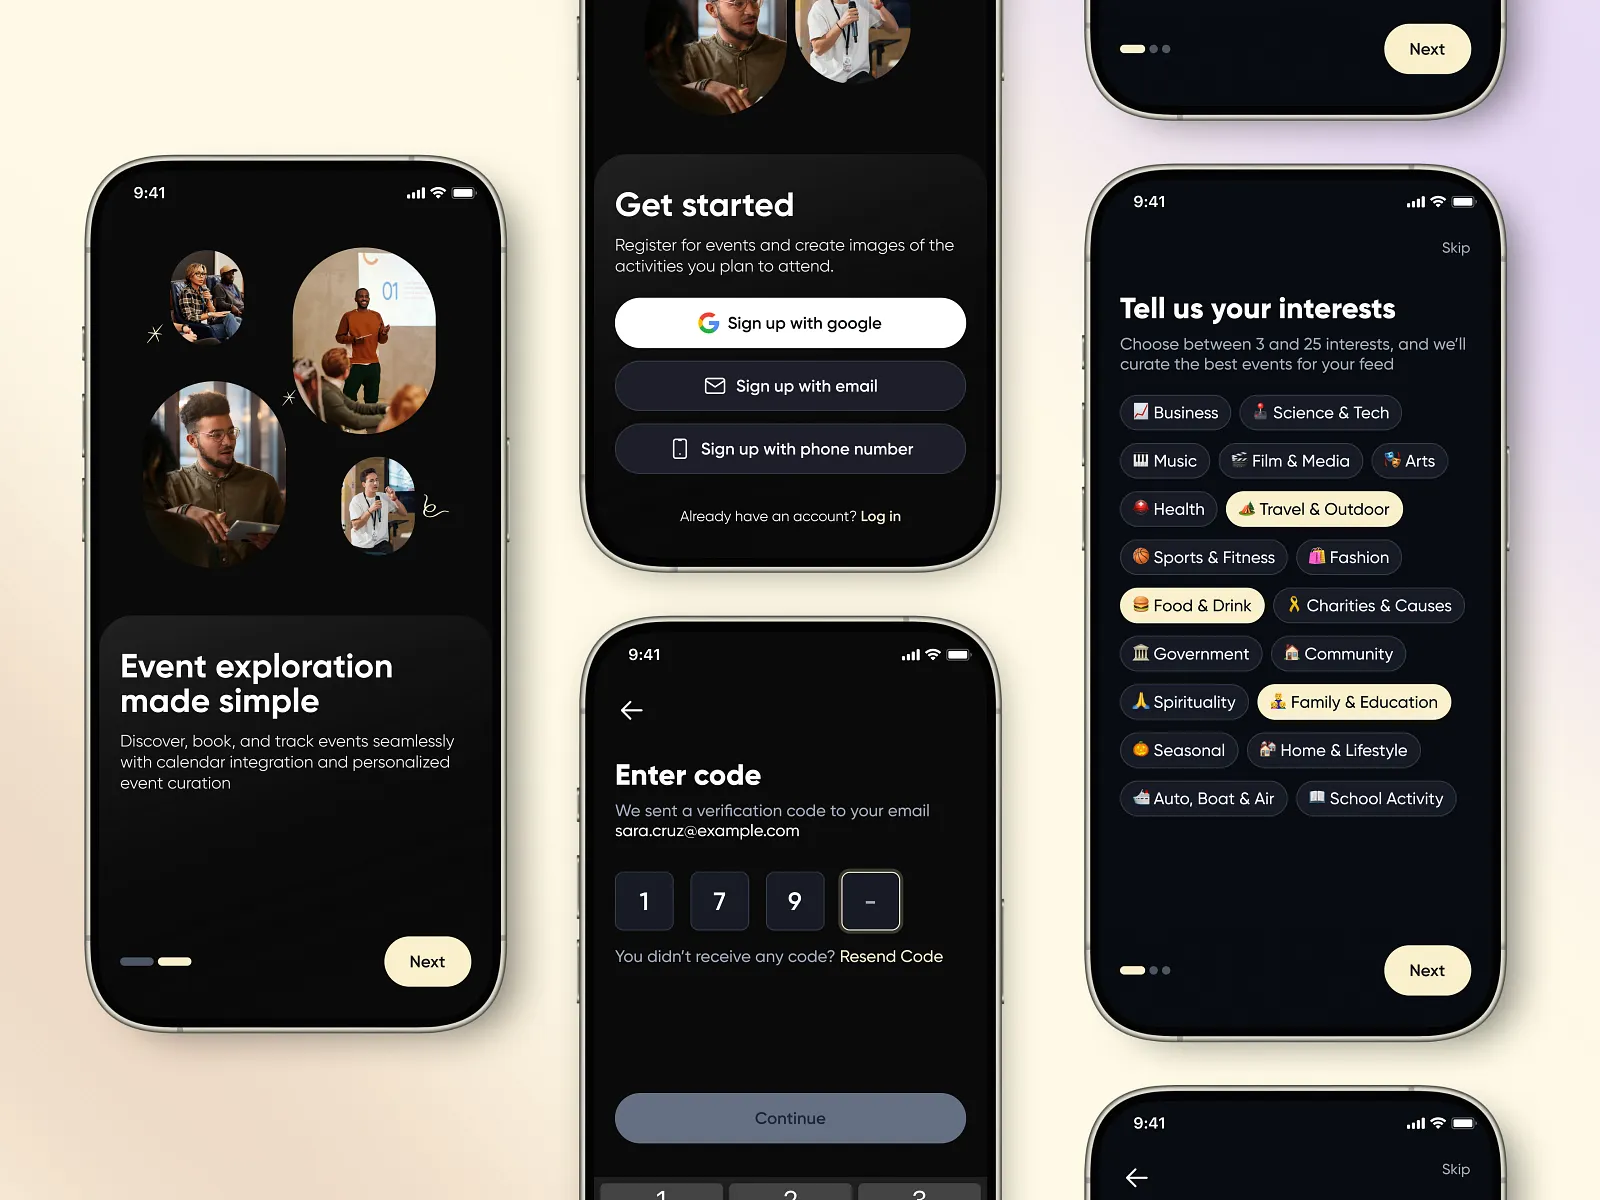 9:41
01
Event exploration
made simple
Discover, book, and track events seamlessly
with calendar integration and personalized
event curation
Next
Get started
Register for events and create images of the
activities you plan to attend.
Sign up with google
Sign up with email
Sign up with phone number
Already have an account? Log in
9:41
Enter code
We sent a verification code to your email
sara.cruz@example.com
1 7 9 -
You didn't receive any code? Resend Code
Continue
1 2 3
Next
9:41
Skip
Tell us your interests
Choose between 3 and 25 interests, and we'll
curate the best events for your feed
Business Science & Tech
Music Film & Media Arts
Health Travel & Outdoor
Sports & Fitness Fashion
Food & Drink Charities & Causes
Government Community
Spirituality Family & Education
Seasonal Home & Lifestyle
Auto, Boat & Air School Activity
Next
9:41
Skip